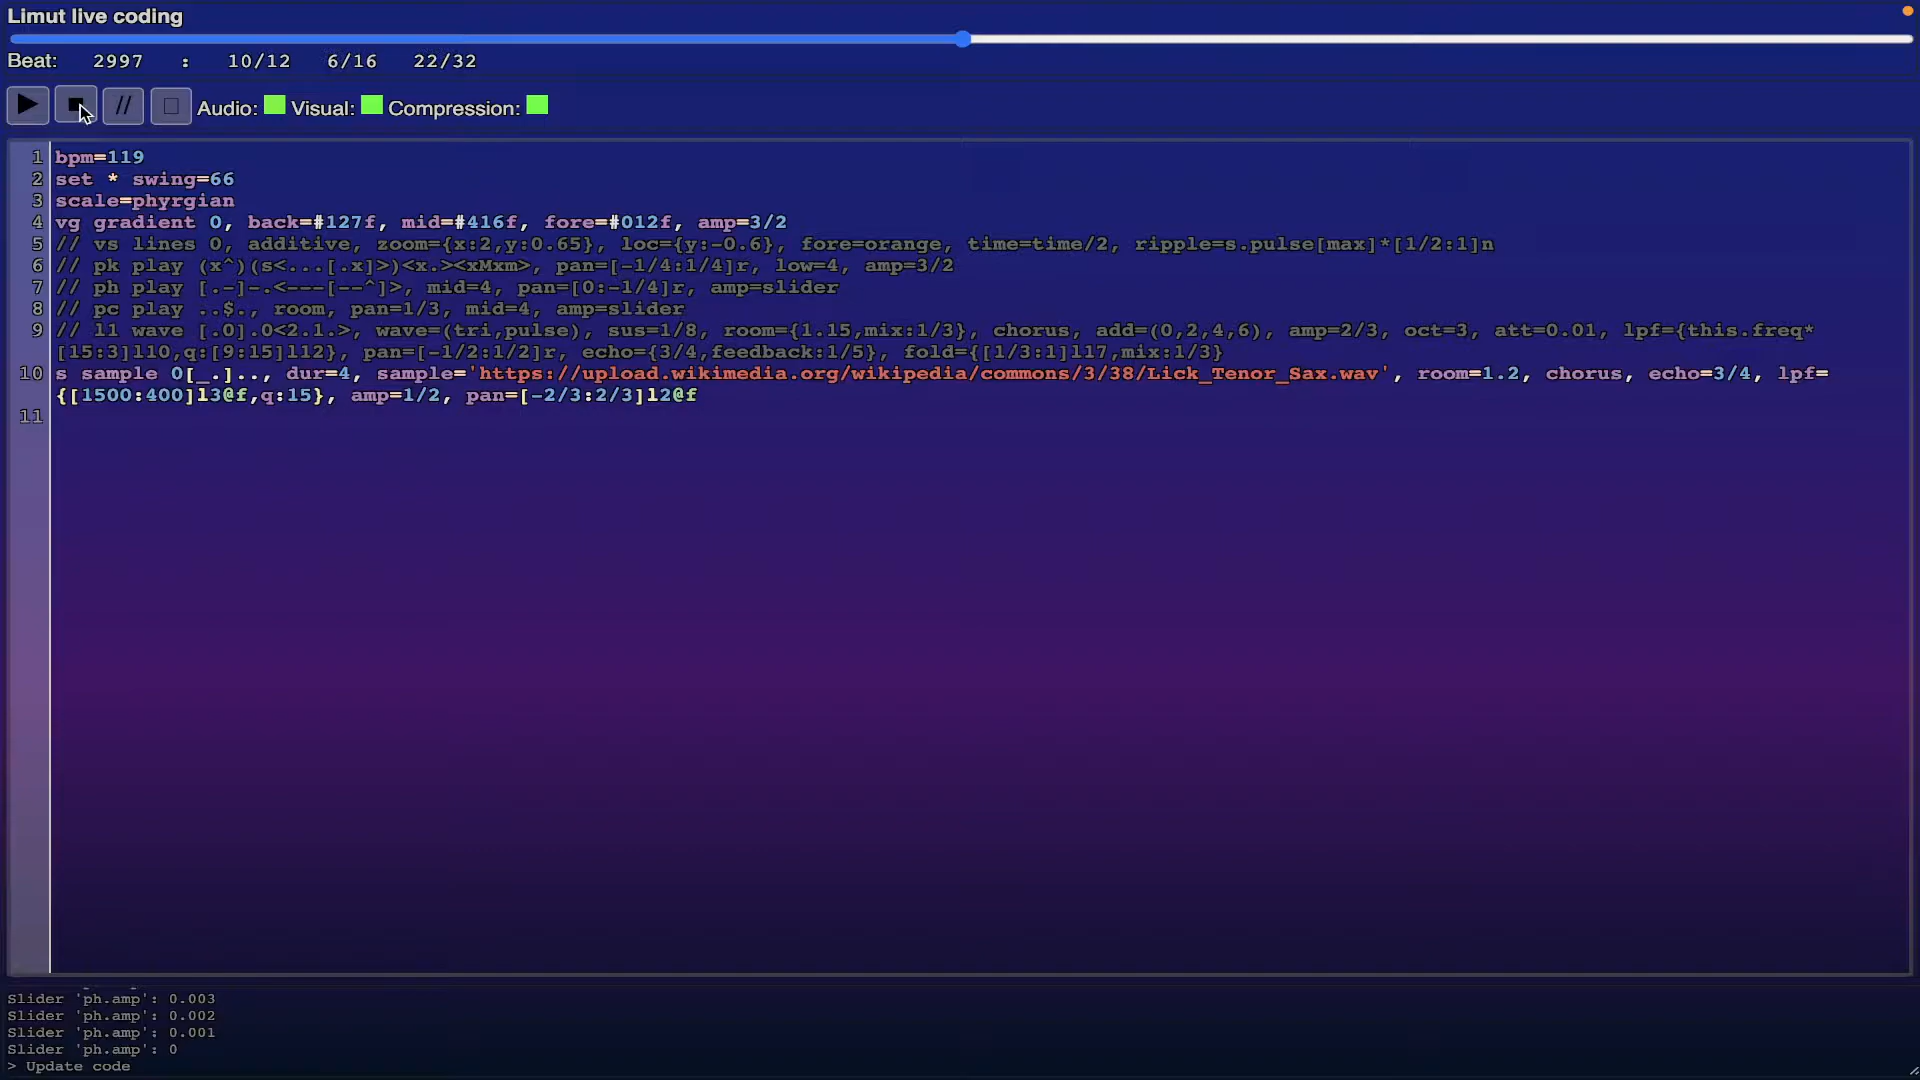 Limut live coding
Beat: 2997 : 10/12 6/16 22/32
// Audio: Visual: Compression:
1 bpm=119
2 set * swing=66
3 scale=phyrgian
4 vg gradient 0, back=#127f, mid=#416f, fore=#012f, amp=3/2
5 // vs lines 0, additive, zoom={x:2,y:0.65}, loc={y:-0.6}, fore=orange, time=time/2, ripple=s.pulse[max]*[1/2:1]n
6 // pk play (x^)(s<...[.x]>)<x.><xMxm>, pan=[-1/4:1/4]r, low=4, amp=3/2
7 // ph play [.-]-.<---[--^]>, mid=4, pan=[0:-1/4]r, amp=slider
8 // pc play ..$., room, pan=1/3, mid=4, amp=slider
9 // l1 wave [.0].0<2.1.>, wave=(tri,pulse), sus=1/8, room={1.15,mix:1/3}, chorus, add=(0,2,4,6), amp=2/3, oct=3, att=0.01, lpf={this.freq*
[15:3]l10,q:[9:15]l12}, pan=[-1/2:1/2]r, echo={3/4,feedback:1/5}, fold={[1/3:1]l17,mix:1/3}
10 s sample 0[_.].., dur=4, sample='https://upload.wikimedia.org/wikipedia/commons/3/38/Lick_Tenor_Sax.wav', room=1.2, chorus, echo=3/4, lpf=
{[1500:400]l3@f,q:15}, amp=1/2, pan=[-2/3:2/3]l2@f
11
Slider 'ph.amp': 0.003
Slider 'ph.amp': 0.002
Slider 'ph.amp': 0.001
Slider 'ph.amp': 0
> Update code